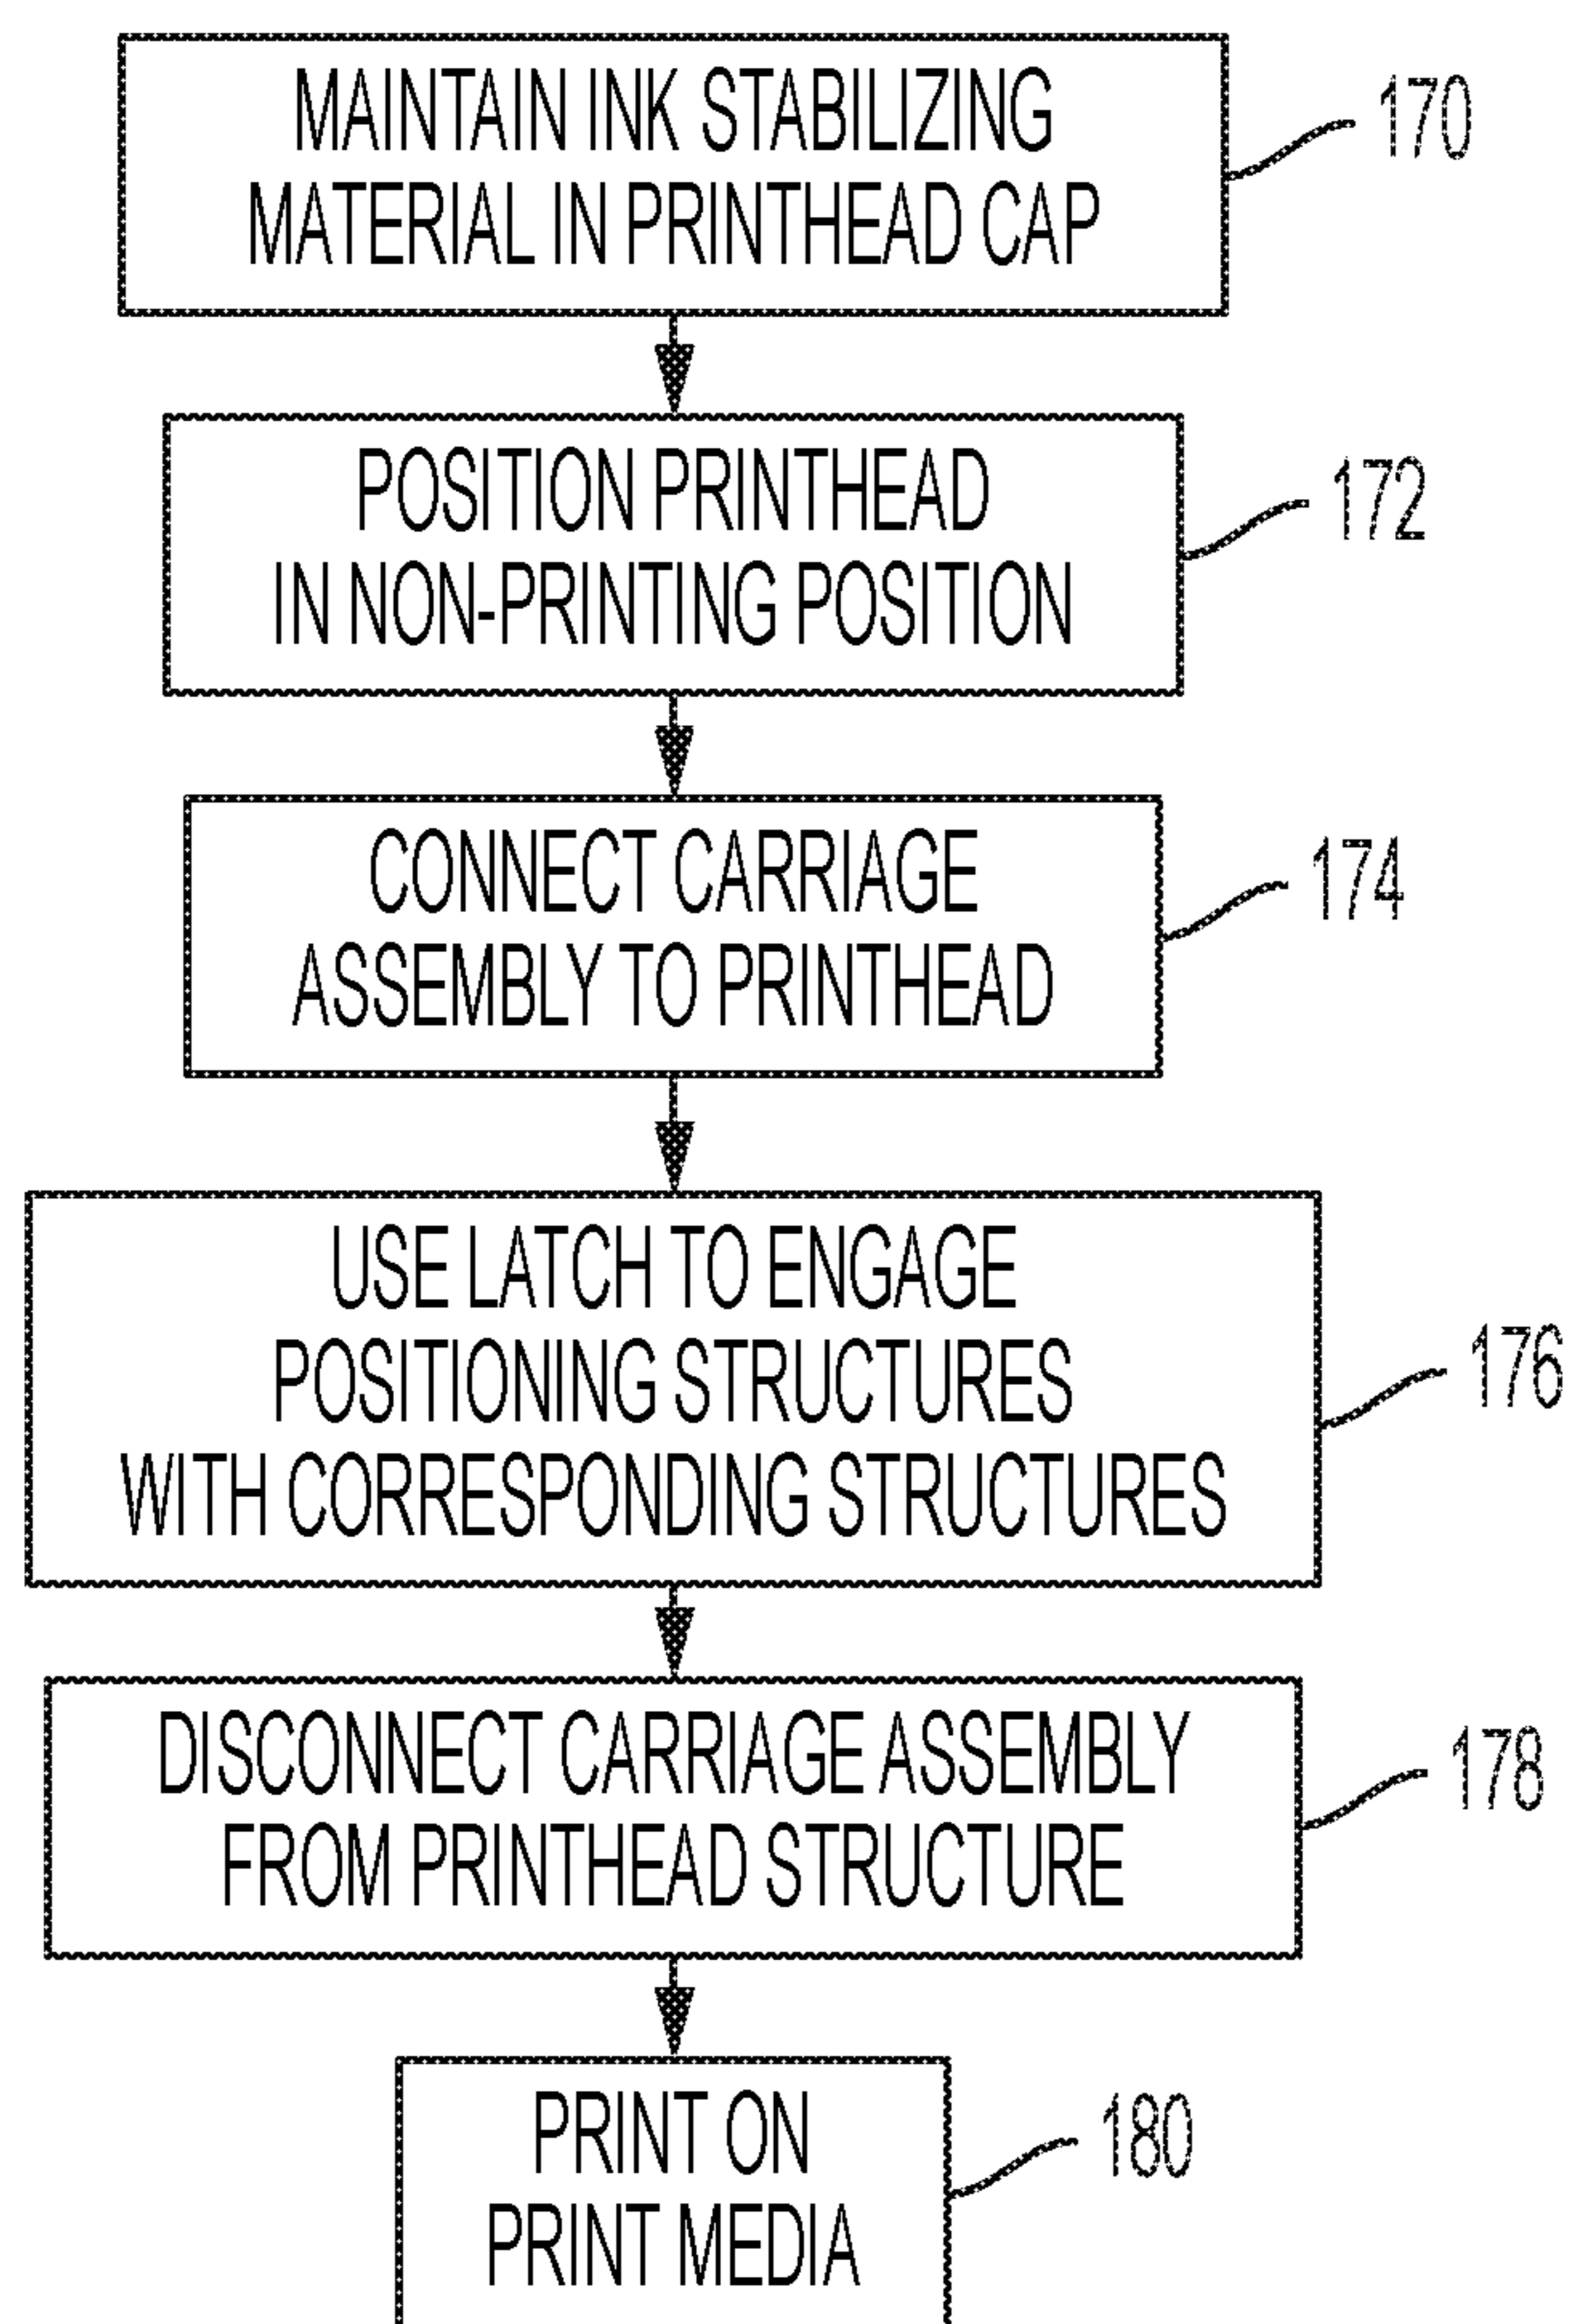 MAINTAIN INK STABILIZING
MATERIAL IN PRINTHEAD CAP
170
POSITION PRINTHEAD
IN NON-PRINTING POSITION
172
CONNECT CARRIAGE
ASSEMBLY TO PRINTHEAD
174
USE LATCH TO ENGAGE
POSITIONING STRUCTURES
WITH CORRESPONDING STRUCTURES
176
DISCONNECT CARRIAGE ASSEMBLY
FROM PRINTHEAD STRUCTURE
178
PRINT ON
PRINT MEDIA
180